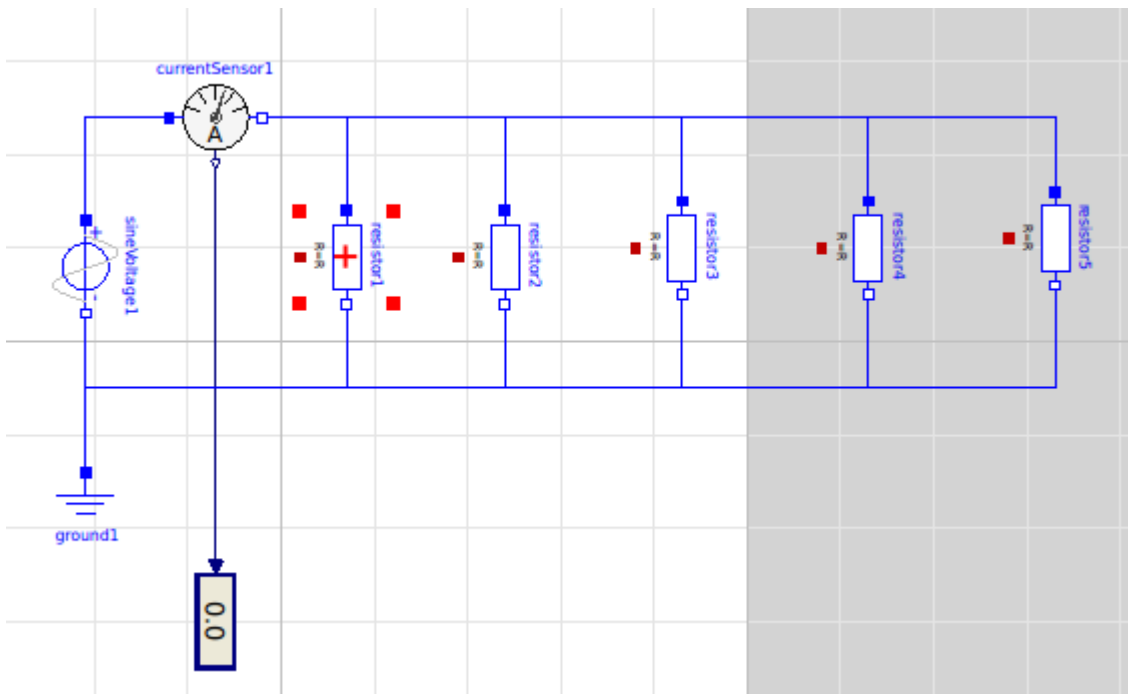 currentSensor1
A
sineVoltage1
+
-
R=R
resistor1
R=R
resistor2
R=R
resistor3
R=R
resistor4
R=R
resistor5
ground1
0.0